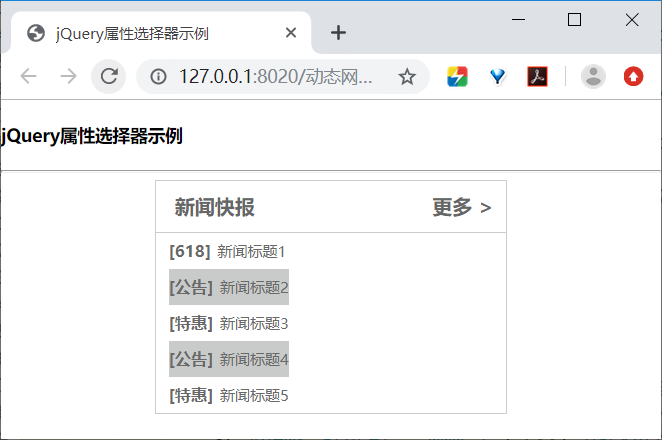 jQuery属性选择器示例
127.0.0.1:8020/动态网...
jQuery属性选择器示例
新闻快报 更多 >
[618] 新闻标题1
[公告] 新闻标题2
[特惠] 新闻标题3
[公告] 新闻标题4
[特惠] 新闻标题5